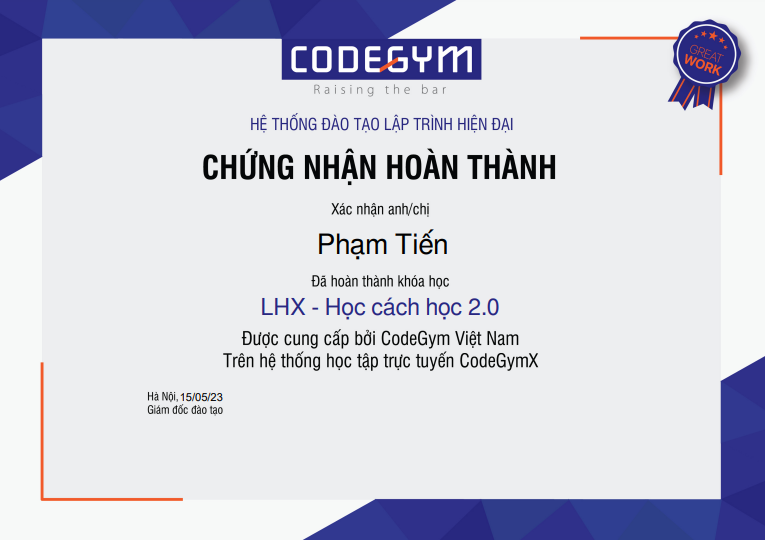 CODEGYM
Raising the bar
GREAT
WORK
HỆ THỐNG ĐÀO TẠO LẬP TRÌNH HIỆN ĐẠI
CHỨNG NHẬN HOÀN THÀNH
Xác nhận anh/chị
Phạm Tiến
Đã hoàn thành khóa học
LHX - Học cách học 2.0
Được cung cấp bởi CodeGym Việt Nam
Trên hệ thống học tập trực tuyến CodeGymX
Hà Nội, 15/05/23
Giám đốc đào tạo